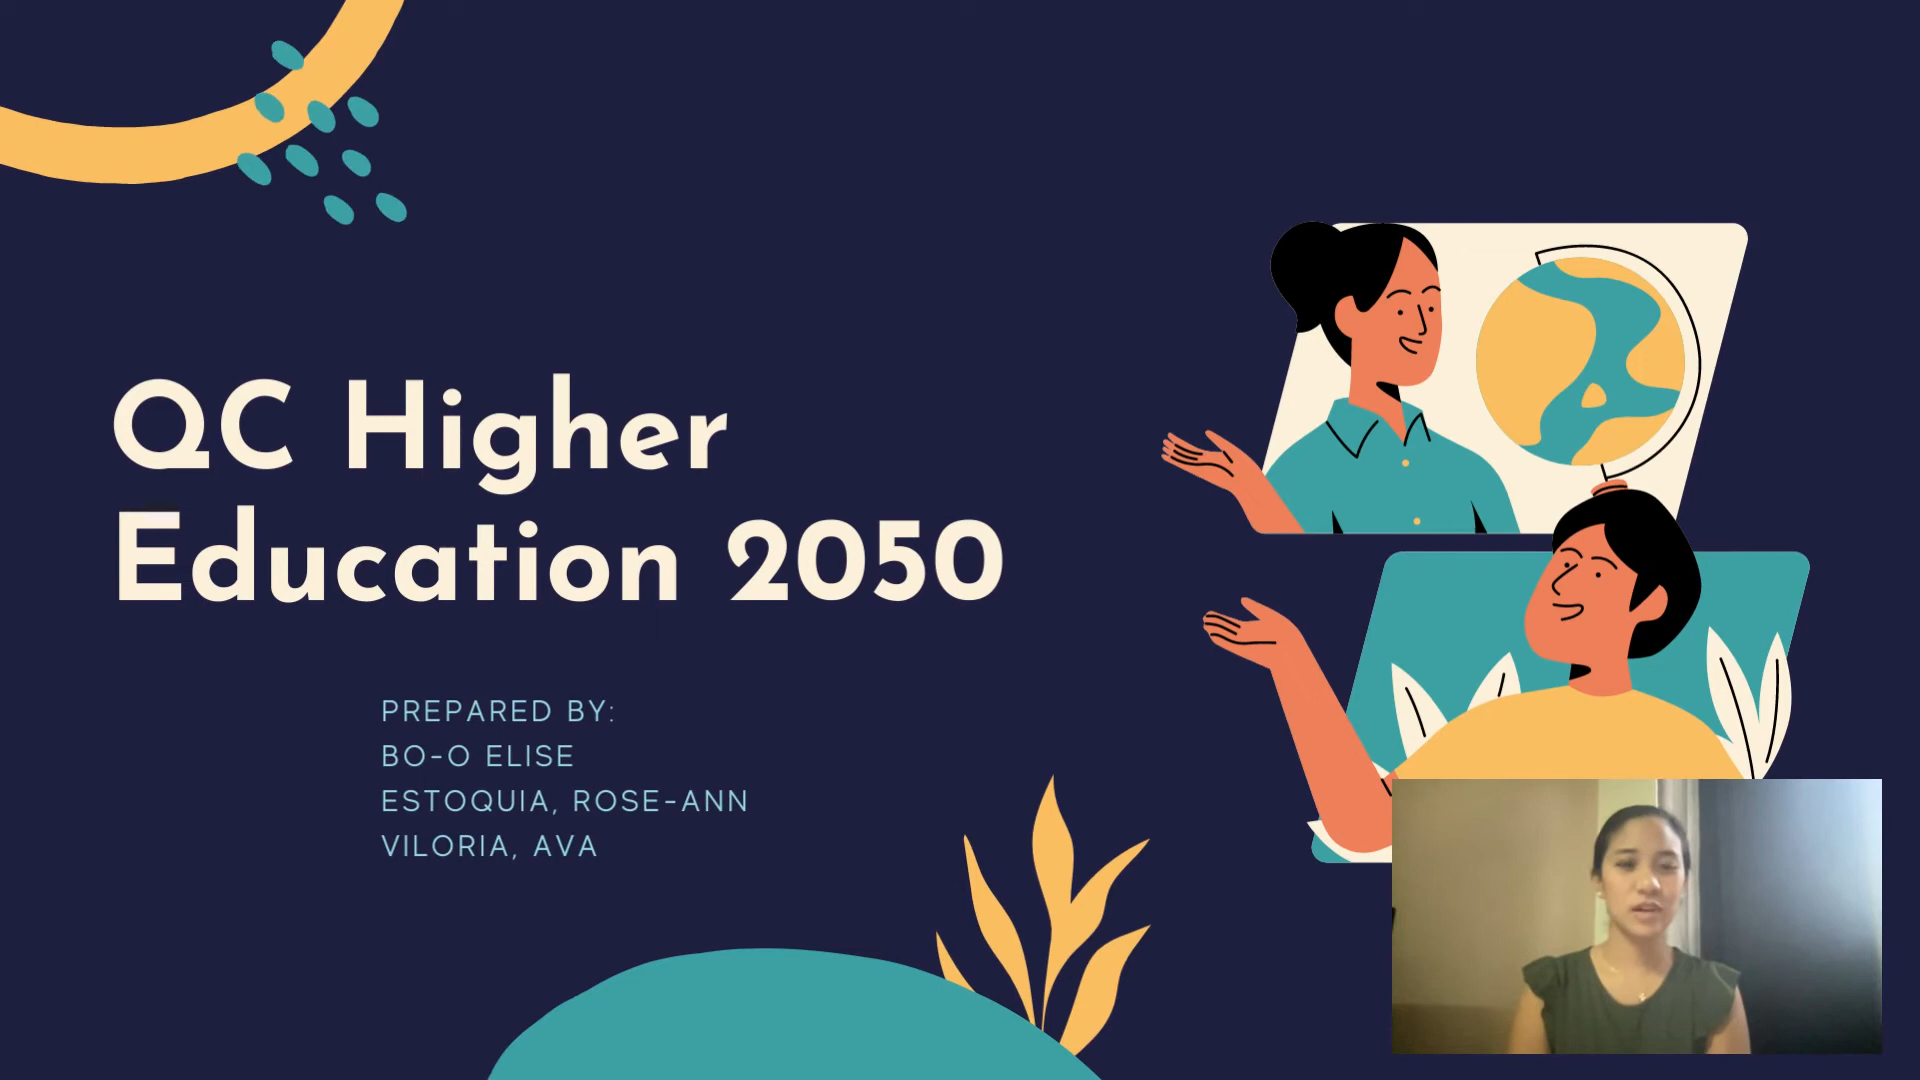 QC Higher
Education 2050
PREPARED BY:
BO-O ELISE
ESTOQUIA, ROSE-ANN
VILORIA, AVA